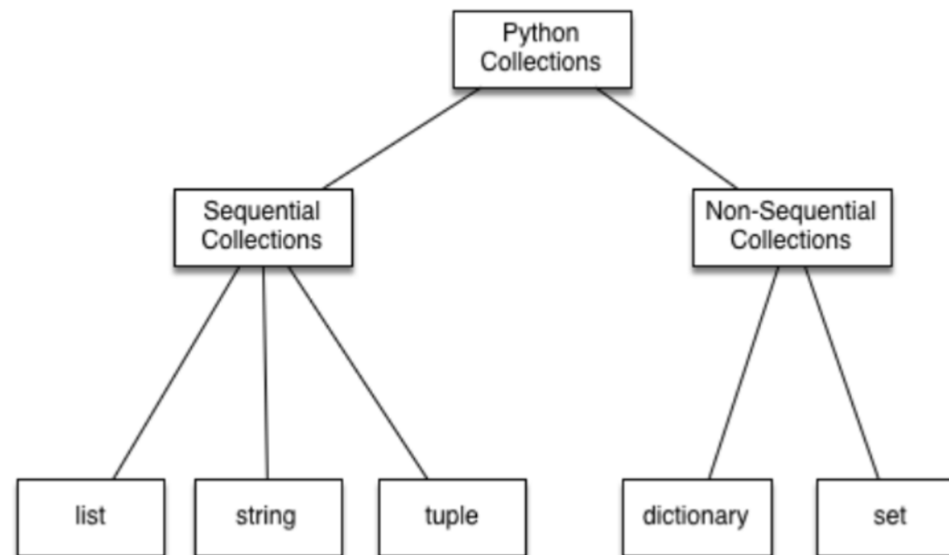 Python
Collections
Sequential
Collections
Non-Sequential
Collections
list
string
tuple
dictionary
set